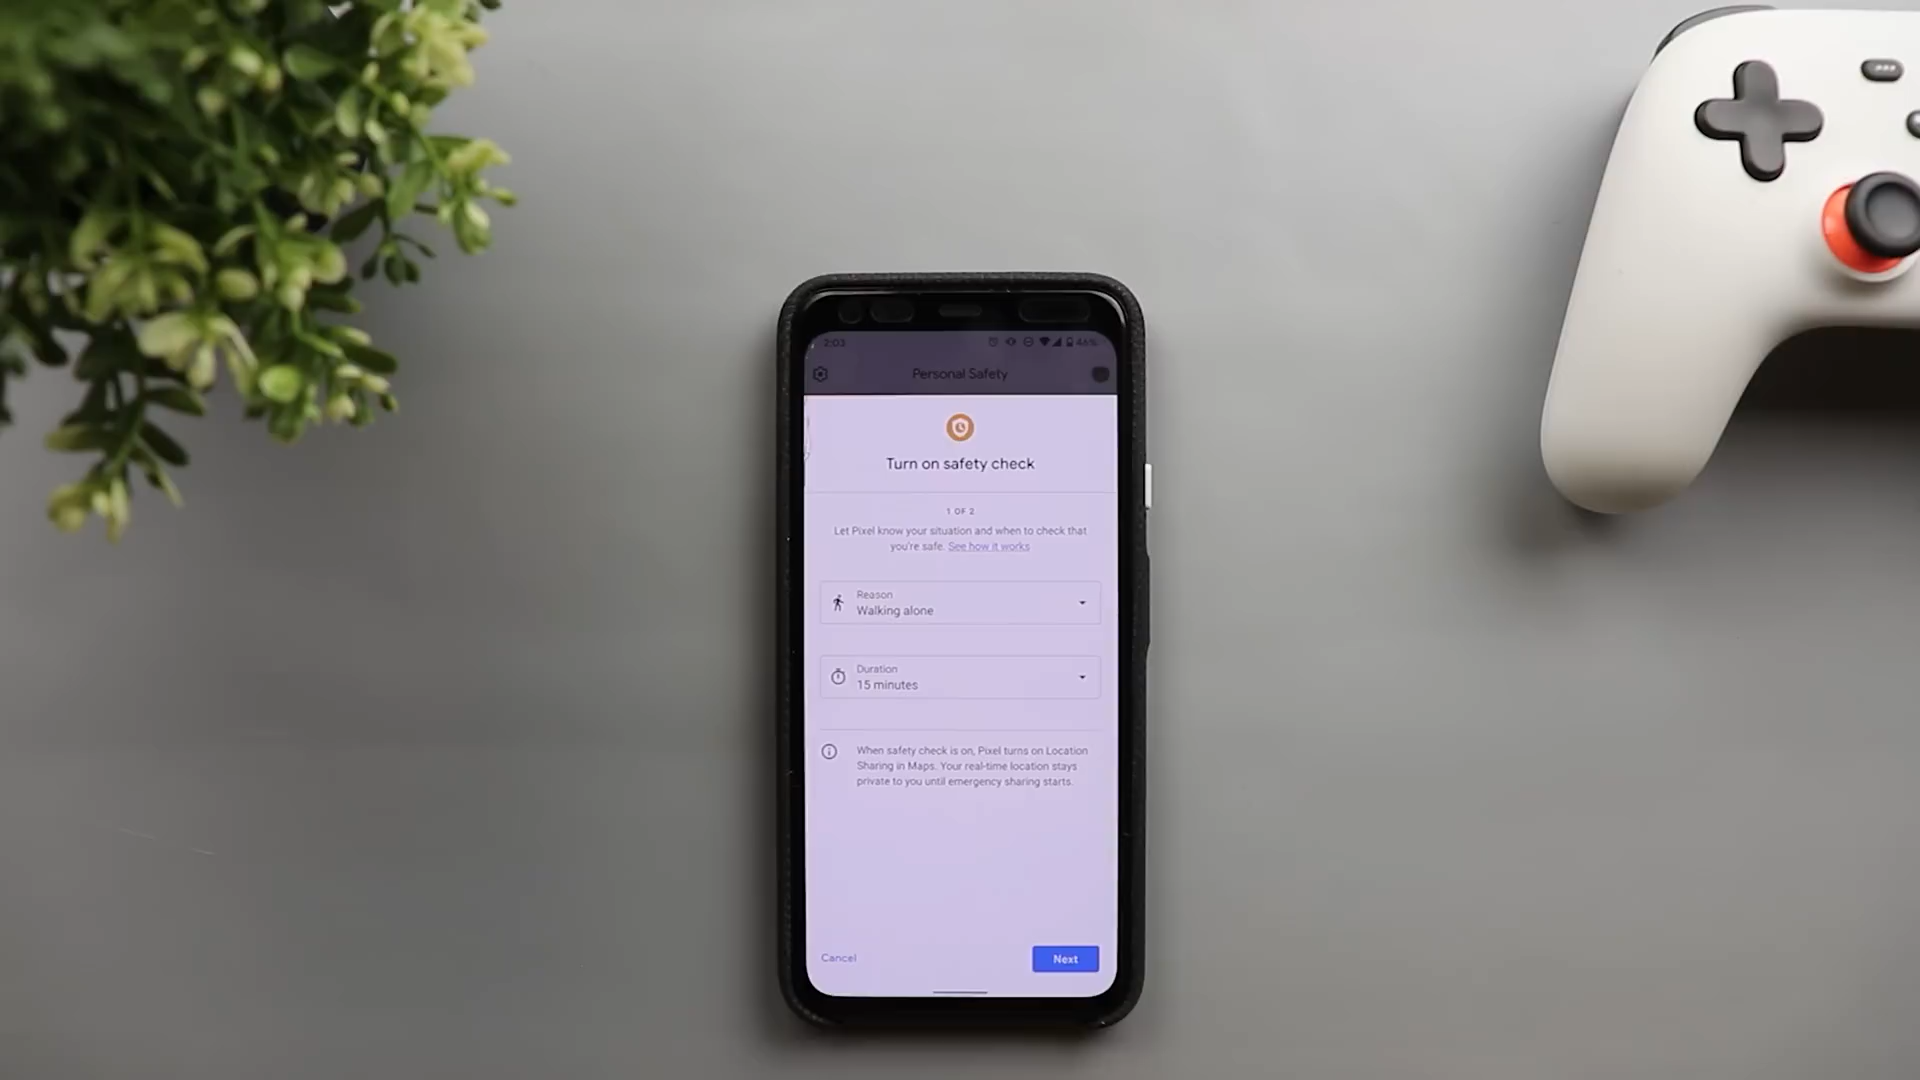 2:03 46%
Personal Safety
Turn on safety check
1 OF 2
Let Pixel know your situation and when to check that
you're safe. See how it works
Reason
Walking alone
Duration
15 minutes
When safety check is on, Pixel turns on Location
Sharing in Maps. Your real-time location stays
private to you until emergency sharing starts.
Cancel Next